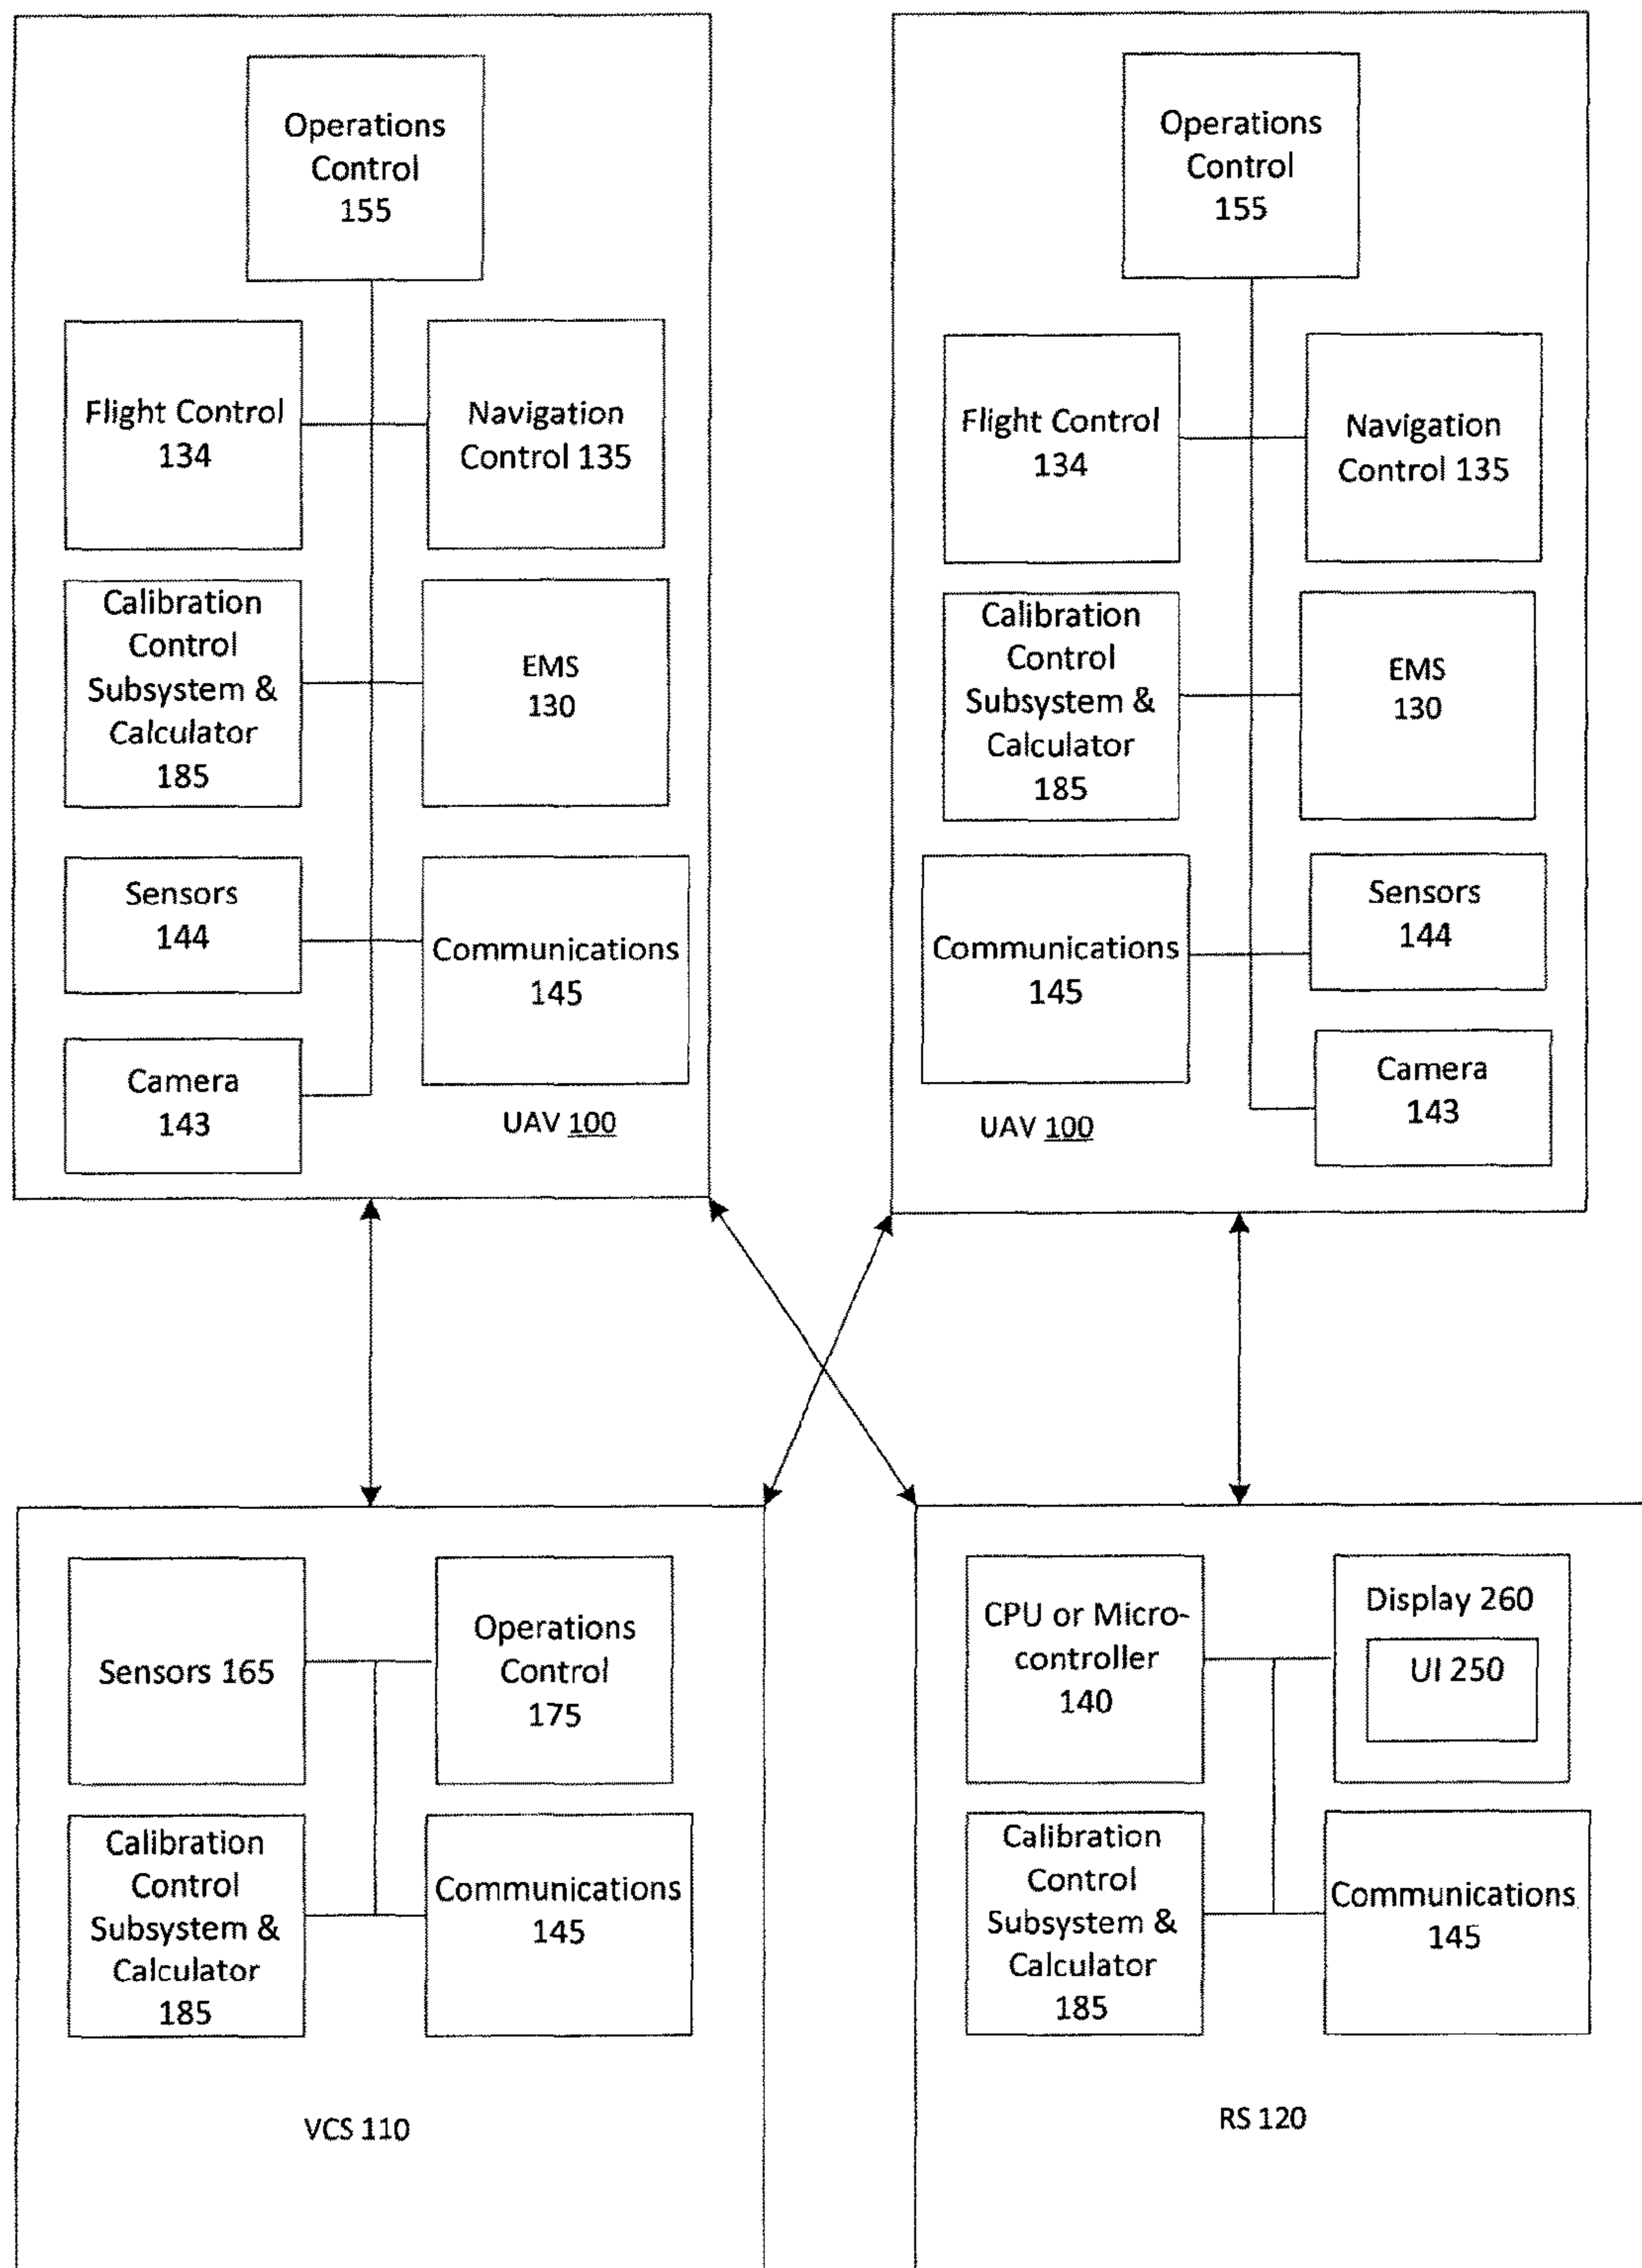 Operations
Control
155
Flight Control
134
Navigation
Control 135
Calibration
Control
Subsystem &
Calculator
185
EMS
130
Sensors
144
Communications
145
Camera
143
UAV 100
Operations
Control
155
Flight Control
134
Navigation
Control 135
Calibration
Control
Subsystem &
Calculator
185
EMS
130
Communications
145
Sensors
144
Camera
143
UAV 100
Sensors 165
Operations
Control
175
Calibration
Control
Subsystem &
Calculator
185
Communications
145
VCS 110
CPU or Micro-
controller
140
Display 260
UI 250
Calibration
Control
Subsystem &
Calculator
185
Communications
145
RS 120